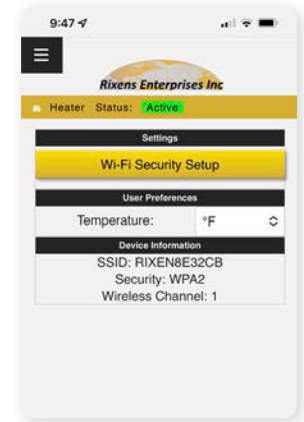 9:47
Rixens Enterprises Inc
Heater Status: Active
Settings
Wi-Fi Security Setup
User Preferences
Temperature: °F
Device Information
SSID: RIXEN8E32CB
Security: WPA2
Wireless Channel: 1